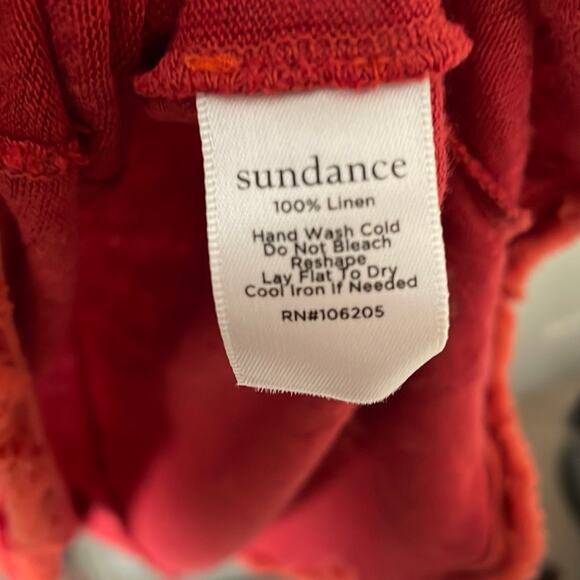 sundance
100% Linen
Hand Wash Cold
Do Not Bleach
Reshape
Lay Flat To Dry
Cool Iron If Needed
RN#106205